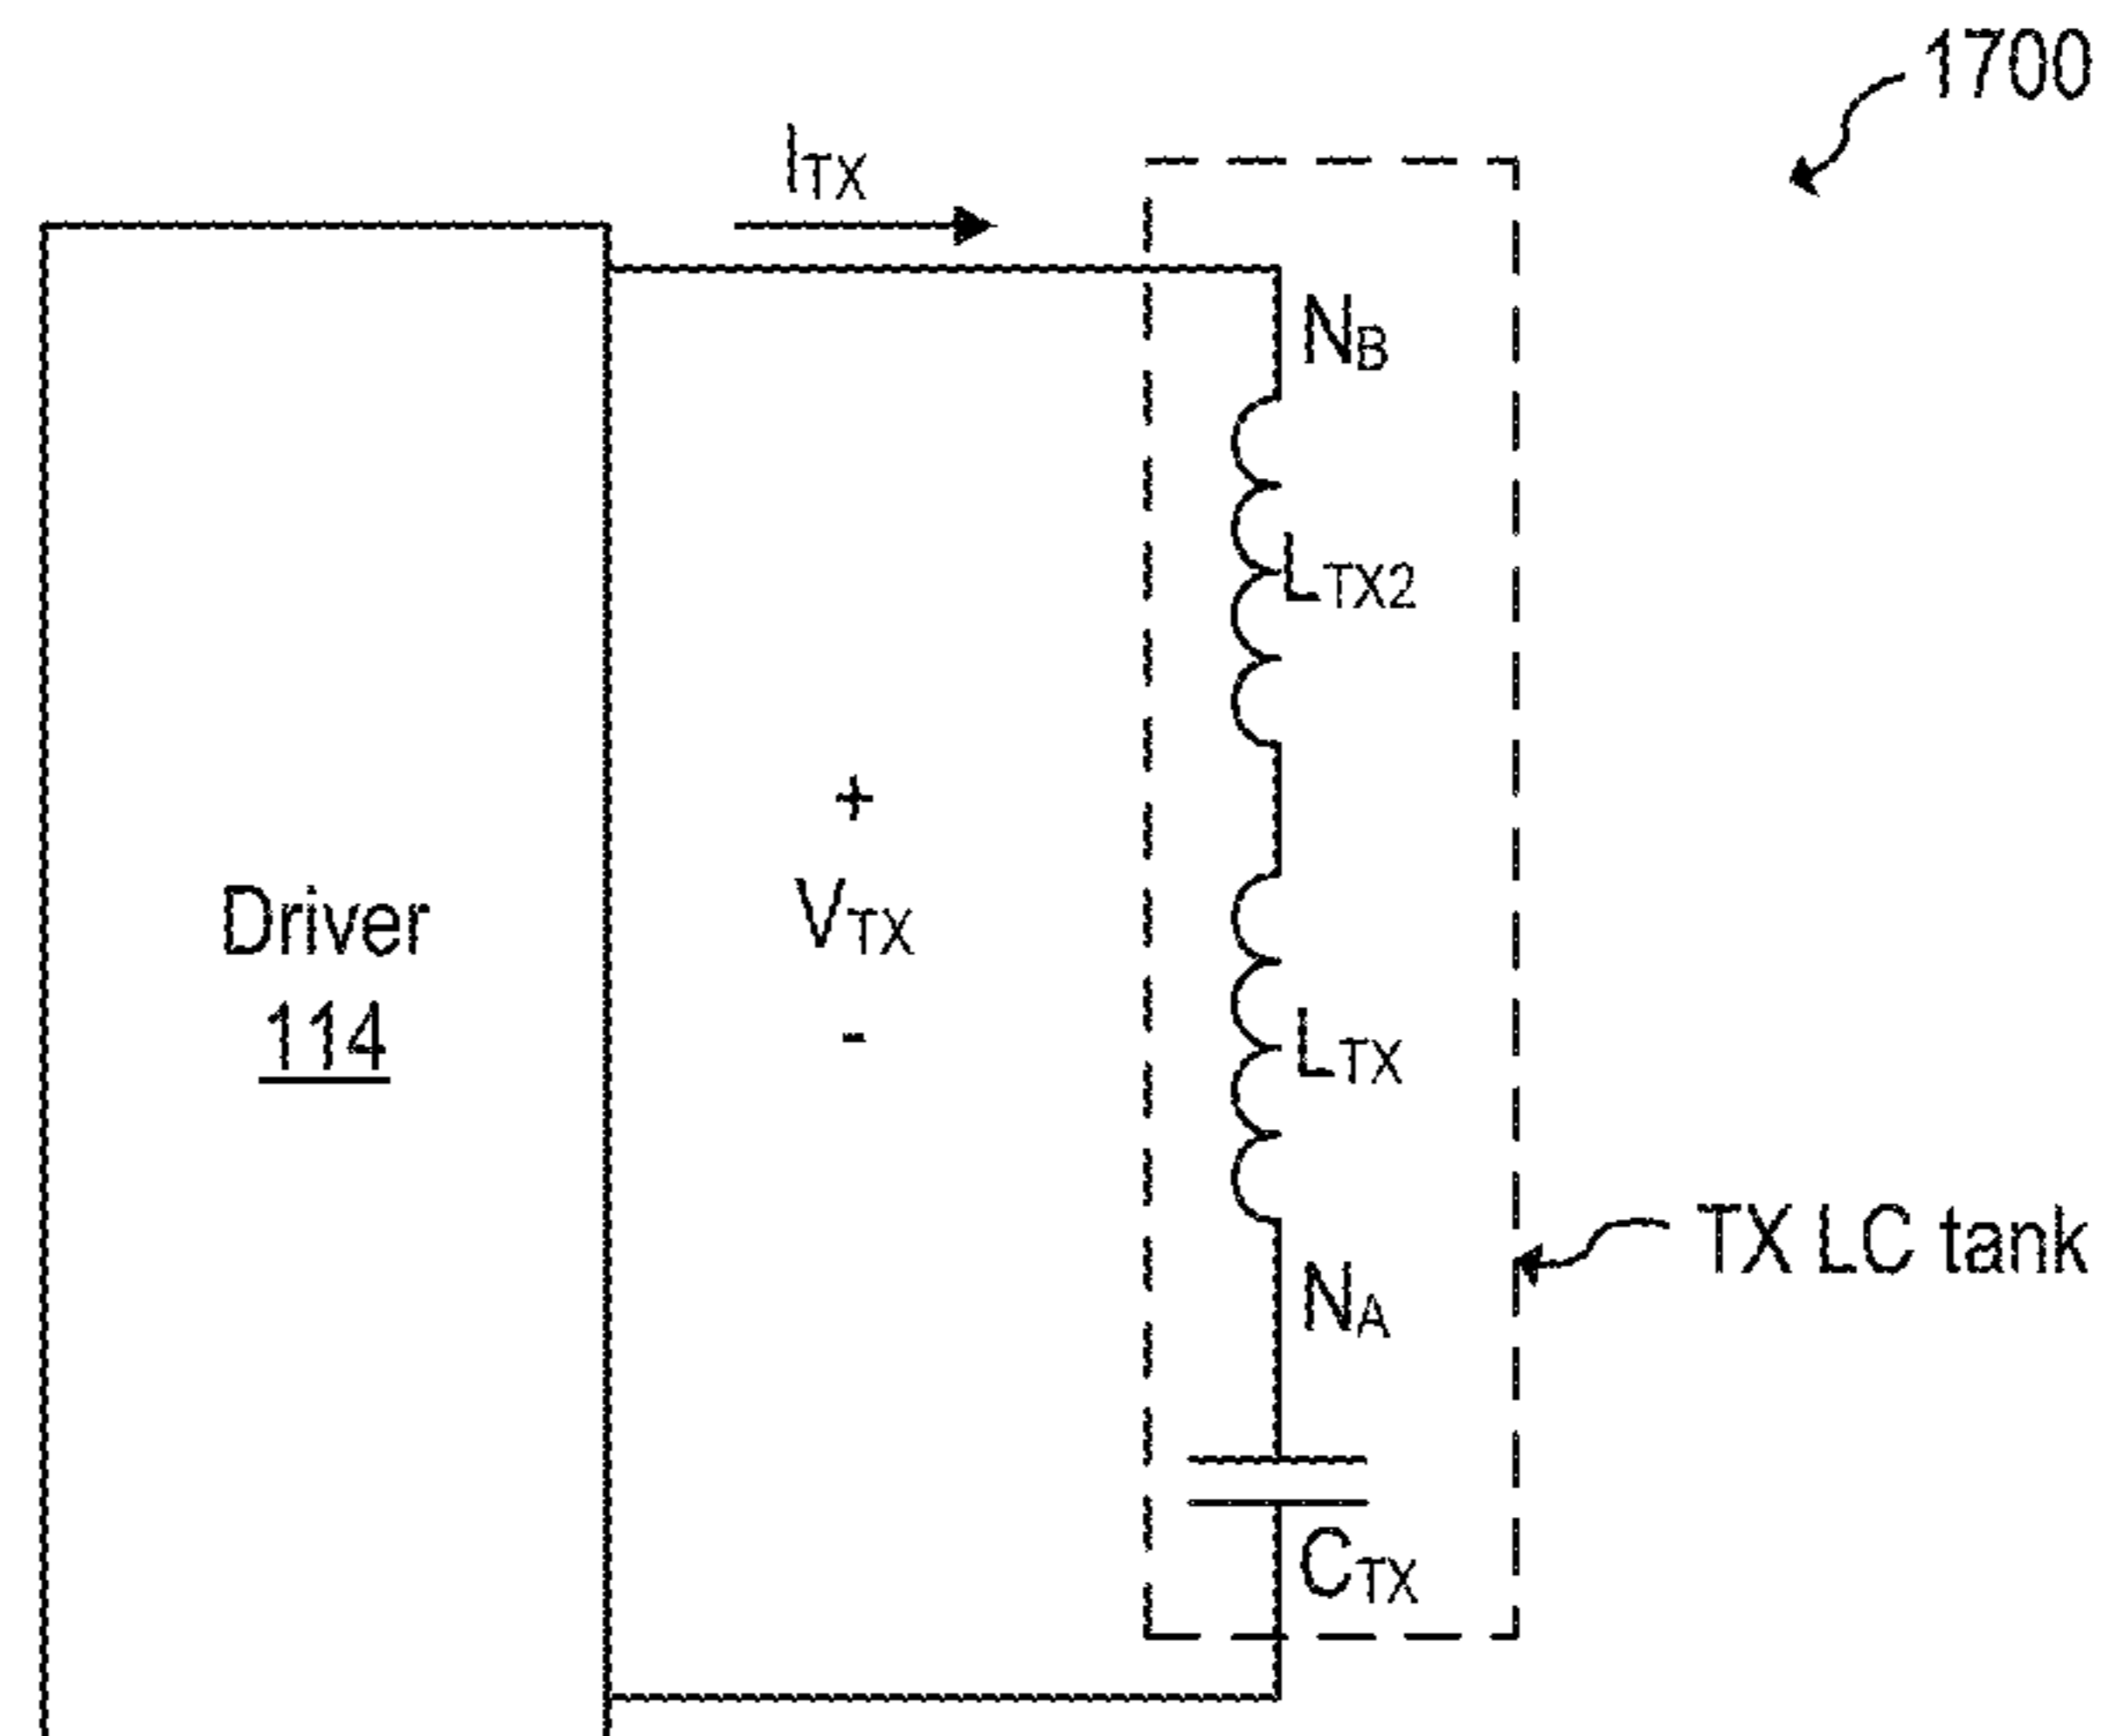 1700
ITX
NB
LTX2
+
VTX
-
Driver
114
LTX
TX LC tank
NA
CTX